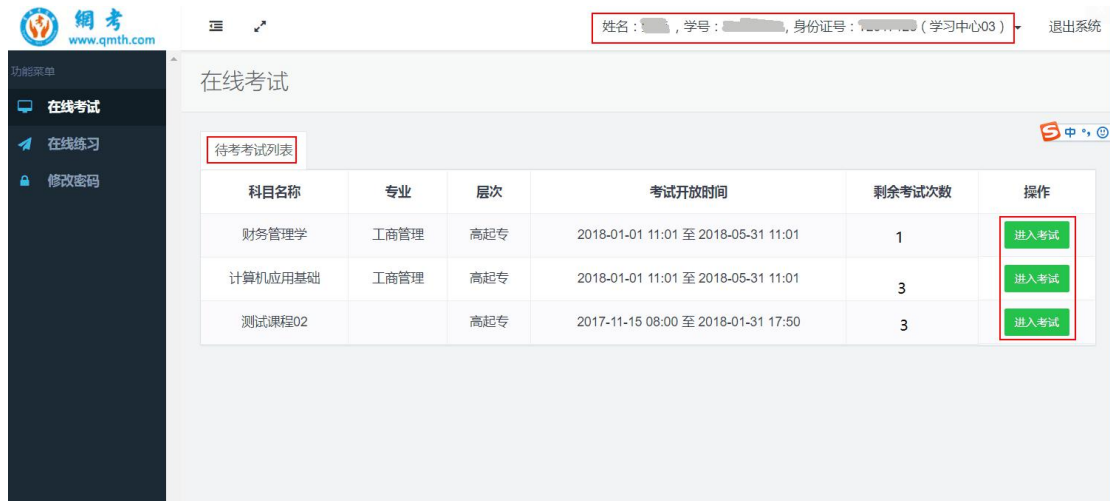 網考
www.qmth.com
姓名：，学号：，身份证号：（学习中心03）
退出系统
功能菜单
在线考试
在线练习
修改密码
在线考试
中
待考考试列表
科目名称 专业 层次 考试开放时间 剩余考试次数 操作
财务管理学 工商管理 高起专 2018-01-01 11:01 至 2018-05-31 11:01 1 进入考试
计算机应用基础 工商管理 高起专 2018-01-01 11:01 至 2018-05-31 11:01 3 进入考试
测试课程02 高起专 2017-11-15 08:00 至 2018-01-31 17:50 3 进入考试